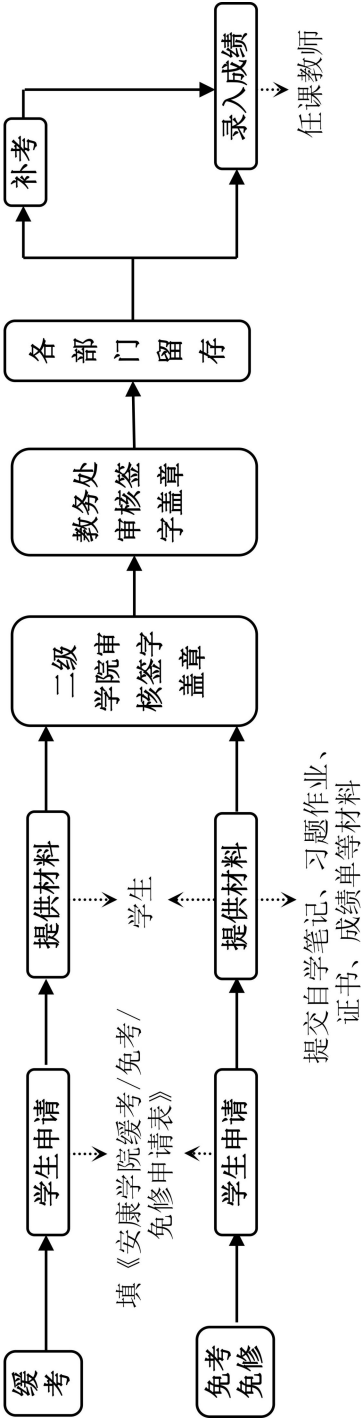 缓
考
学生申请
提供材料
免考
免修
学生申请
提供材料
填《安康学院缓考/免考/
免修申请表》
学生
提交自学笔记、习题作业、
证书、成绩单等材料
二级
学院审
核签字
盖章
教务处
审核签
字盖章
各
部
门
留
存
补考
录入成绩
任课教师